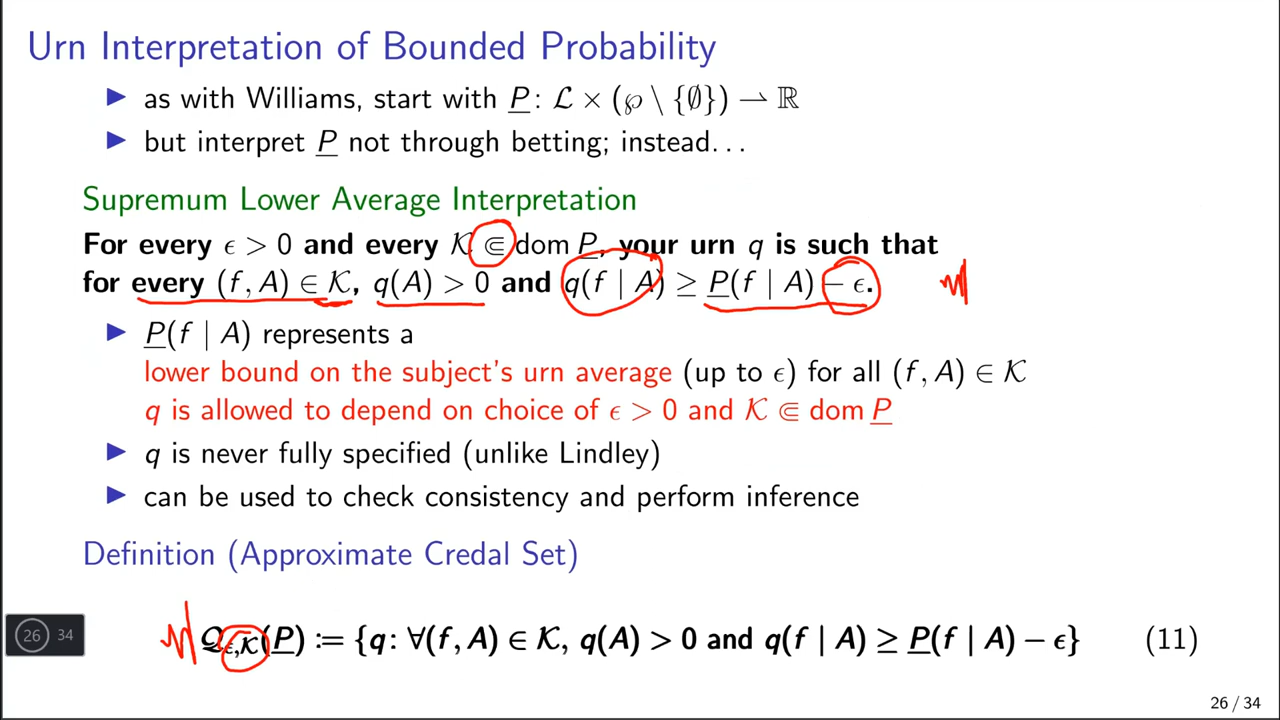 Urn Interpretation of Bounded Probability
▶ as with Williams, start with P̲: ℒ × (℘ \ {∅}) ⇀ ℝ
▶ but interpret P̲ not through betting; instead…
Supremum Lower Average Interpretation
For every ϵ > 0 and every 𝒦 ⋐ dom P̲, your urn q is such that
for every (f, A) ∈ 𝒦, q(A) > 0 and q(f | A) ≥ P̲(f | A) − ϵ.
▶ P̲(f | A) represents a
lower bound on the subject's urn average (up to ϵ) for all (f, A) ∈ 𝒦
q is allowed to depend on choice of ϵ > 0 and 𝒦 ⋐ dom P̲
▶ q is never fully specified (unlike Lindley)
▶ can be used to check consistency and perform inference
Definition (Approximate Credal Set)
𝒬ϵ,𝒦(P̲) := {q: ∀(f, A) ∈ 𝒦, q(A) > 0 and q(f | A) ≥ P̲(f | A) − ϵ} (11)
26 34
26 / 34